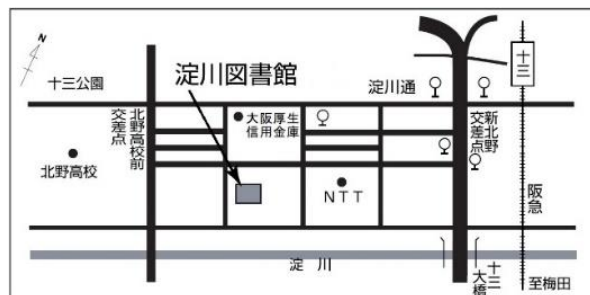 N
十三公園
淀川図書館
淀川通
十三
大阪厚生
信用金庫
北野高校前
交差点
新北野
交差点
北野高校
NTT
阪急
淀川
十三
大橋
至梅田